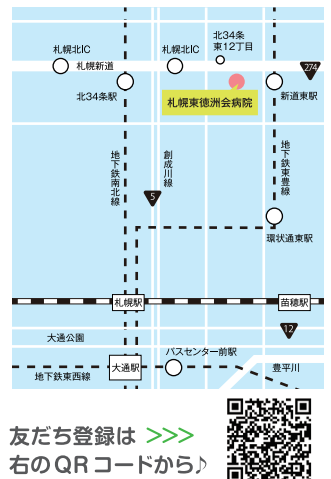 北34条
東12丁目
札幌北IC
札幌北IC
札幌新道
274
北34条駅
新道東駅
札幌東徳洲会病院
地下鉄南北線
創成川線
地下鉄東豊線
5
環状通東駅
札幌駅
苗穂駅
12
大通公園
バスセンター前駅
大通駅
豊平川
地下鉄東西線
友だち登録は >>>
右のQRコードから♪